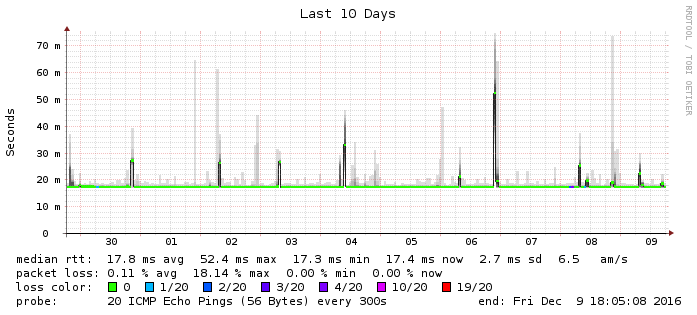 Last 10 Days
RRDTOOL / TOBI OETIKER
Seconds
70 m
60 m
50 m
40 m
30 m
20 m
10 m
0
30 01 02 03 04 05 06 07 08 09
median rtt: 17.8 ms avg 52.4 ms max 17.3 ms min 17.4 ms now 2.7 ms sd 6.5 am/s
packet loss: 0.11 % avg 18.14 % max 0.00 % min 0.00 % now
loss color: 0 1/20 2/20 3/20 4/20 10/20 19/20
probe: 20 ICMP Echo Pings (56 Bytes) every 300s end: Fri Dec 9 18:05:08 2016